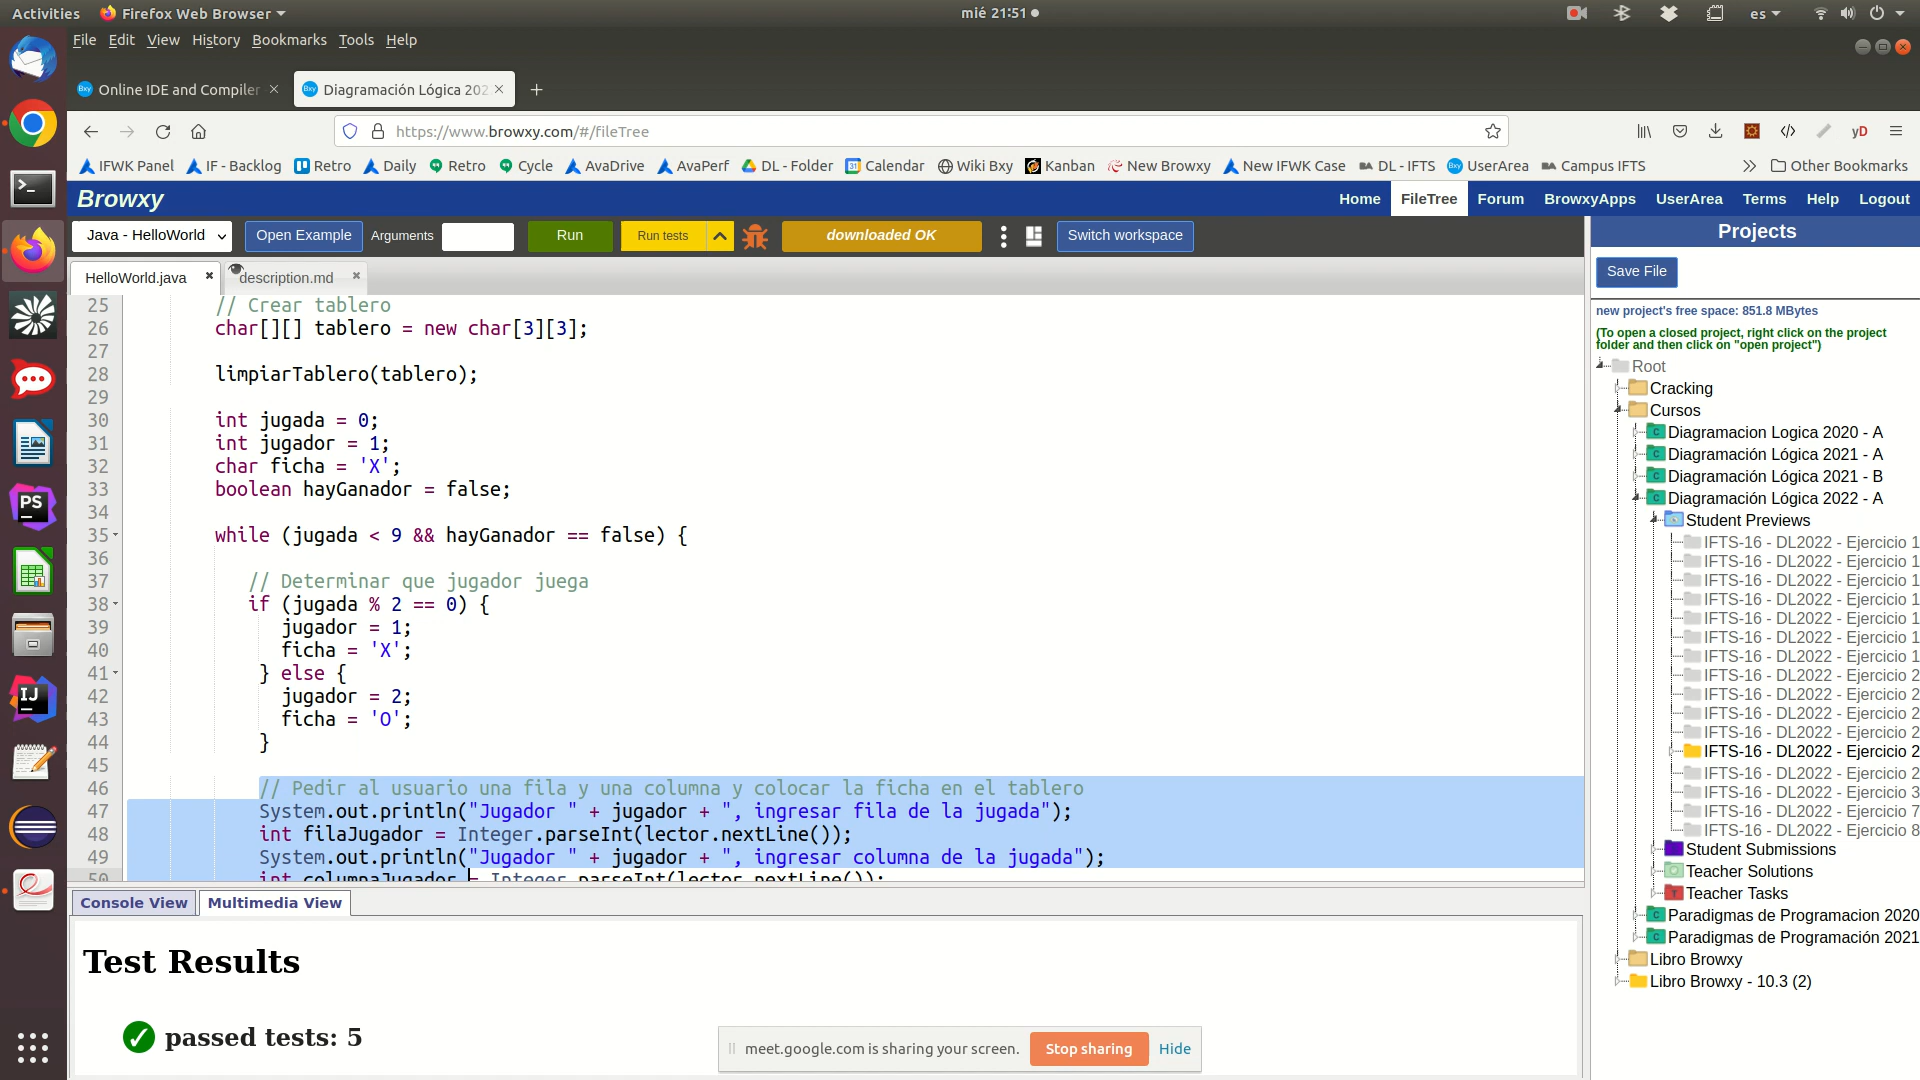 Activities
Firefox Web Browser
mié 21:51
es
File Edit View History Bookmarks Tools Help
Online IDE and Compiler
Diagramación Lógica 202
https://www.browxy.com/#/fileTree
yD
IFWK Panel IF - Backlog Retro Daily Retro Cycle AvaDrive AvaPerf DL - Folder Calendar Wiki Bxy Kanban New Browxy New IFWK Case DL - IFTS UserArea Campus IFTS Other Bookmarks
Browxy
Home FileTree Forum BrowxyApps UserArea Terms Help Logout
Java - HelloWorld
Open Example
Arguments
Run
Run tests
downloaded OK
Switch workspace
HelloWorld.java
description.md
25 // Crear tablero
26 char[][] tablero = new char[3][3];
27
28 limpiarTablero(tablero);
29
30 int jugada = 0;
31 int jugador = 1;
32 char ficha = 'X';
33 boolean hayGanador = false;
34
35 while (jugada < 9 && hayGanador == false) {
36
37 // Determinar que jugador juega
38 if (jugada % 2 == 0) {
39 jugador = 1;
40 ficha = 'X';
41 } else {
42 jugador = 2;
43 ficha = 'O';
44 }
45
46 // Pedir al usuario una fila y una columna y colocar la ficha en el tablero
47 System.out.println("Jugador " + jugador + ", ingresar fila de la jugada");
48 int filaJugador = Integer.parseInt(lector.nextLine());
49 System.out.println("Jugador " + jugador + ", ingresar columna de la jugada");
50 int columnaJugador = Integer.parseInt(lector.nextLine());
Console View
Multimedia View
Test Results
passed tests: 5
meet.google.com is sharing your screen.
Stop sharing
Hide
Projects
Save File
new project's free space: 851.8 MBytes
(To open a closed project, right click on the project
folder and then click on "open project")
Root
Cracking
Cursos
Diagramacion Logica 2020 - A
Diagramación Lógica 2021 - A
Diagramación Lógica 2021 - B
Diagramación Lógica 2022 - A
Student Previews
IFTS-16 - DL2022 - Ejercicio 1
IFTS-16 - DL2022 - Ejercicio 1
IFTS-16 - DL2022 - Ejercicio 1
IFTS-16 - DL2022 - Ejercicio 1
IFTS-16 - DL2022 - Ejercicio 1
IFTS-16 - DL2022 - Ejercicio 1
IFTS-16 - DL2022 - Ejercicio 1
IFTS-16 - DL2022 - Ejercicio 2
IFTS-16 - DL2022 - Ejercicio 2
IFTS-16 - DL2022 - Ejercicio 2
IFTS-16 - DL2022 - Ejercicio 2
IFTS-16 - DL2022 - Ejercicio 2
IFTS-16 - DL2022 - Ejercicio 2
IFTS-16 - DL2022 - Ejercicio 3
IFTS-16 - DL2022 - Ejercicio 7
IFTS-16 - DL2022 - Ejercicio 8
Student Submissions
Teacher Solutions
Teacher Tasks
Paradigmas de Programacion 2020
Paradigmas de Programación 2021
Libro Browxy
Libro Browxy - 10.3 (2)
PS
IJ